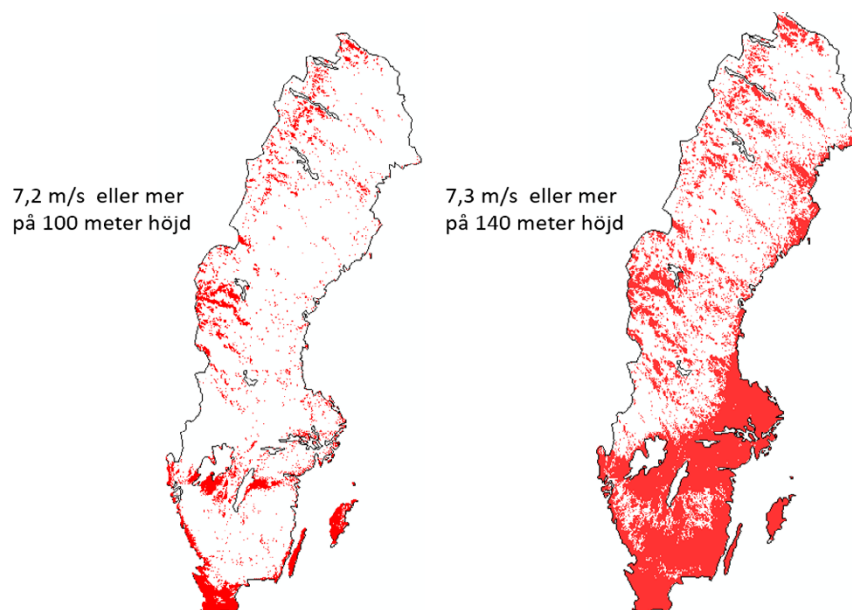 7,2 m/s eller mer
på 100 meter höjd
7,3 m/s eller mer
på 140 meter höjd